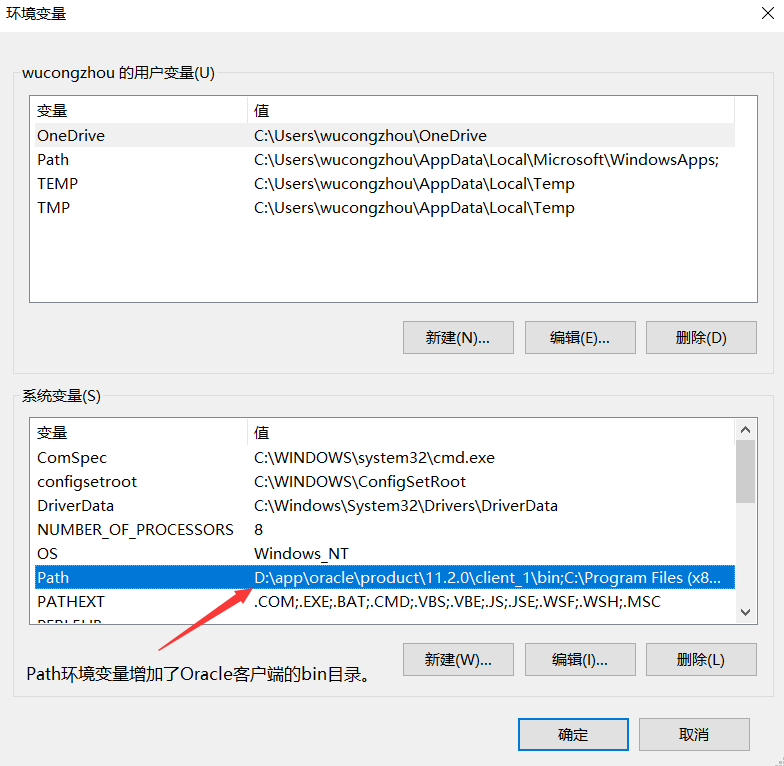 环境变量
wucongzhou 的用户变量(U)
变量 值
OneDrive C:\Users\wucongzhou\OneDrive
Path C:\Users\wucongzhou\AppData\Local\Microsoft\WindowsApps;
TEMP C:\Users\wucongzhou\AppData\Local\Temp
TMP C:\Users\wucongzhou\AppData\Local\Temp
新建(N)... 编辑(E)... 删除(D)
系统变量(S)
变量 值
ComSpec C:\WINDOWS\system32\cmd.exe
configsetroot C:\WINDOWS\ConfigSetRoot
DriverData C:\Windows\System32\Drivers\DriverData
NUMBER_OF_PROCESSORS 8
OS Windows_NT
Path D:\app\oracle\product\11.2.0\client_1\bin;C:\Program Files (x8...
PATHEXT .COM;.EXE;.BAT;.CMD;.VBS;.VBE;.JS;.JSE;.WSF;.WSH;.MSC
新建(W)... 编辑(I)... 删除(L)
Path环境变量增加了Oracle客户端的bin目录。
确定 取消